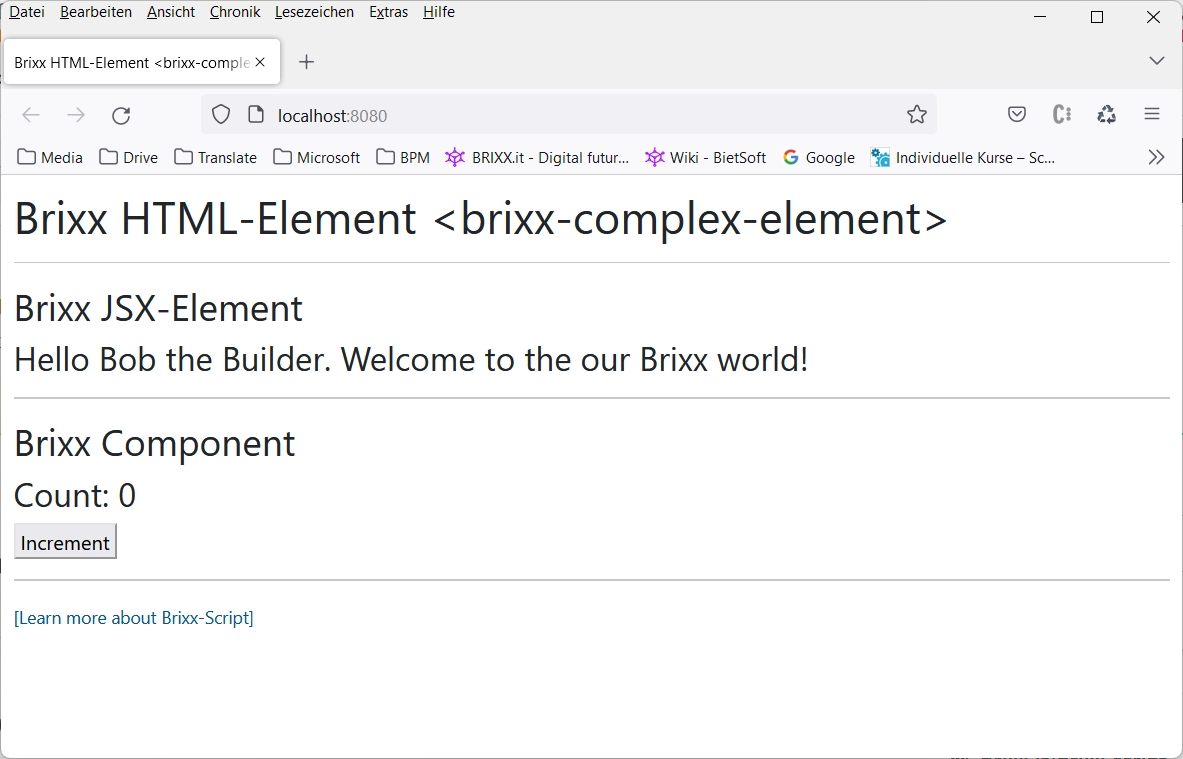 Datei Bearbeiten Ansicht Chronik Lesezeichen Extras Hilfe
Brixx HTML-Element <brixx-comple
localhost:8080
Media Drive Translate Microsoft BPM BRIXX.it - Digital futur... Wiki - BietSoft Google Individuelle Kurse – Sc...
Brixx HTML-Element <brixx-complex-element>
Brixx JSX-Element
Hello Bob the Builder. Welcome to the our Brixx world!
Brixx Component
Count: 0
Increment
[Learn more about Brixx-Script]